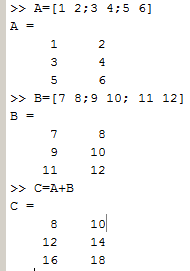 >> A=[1 2;3 4;5 6]
A =
1 2
3 4
5 6
>> B=[7 8;9 10; 11 12]
B =
7 8
9 10
11 12
>> C=A+B
C =
8 10
12 14
16 18